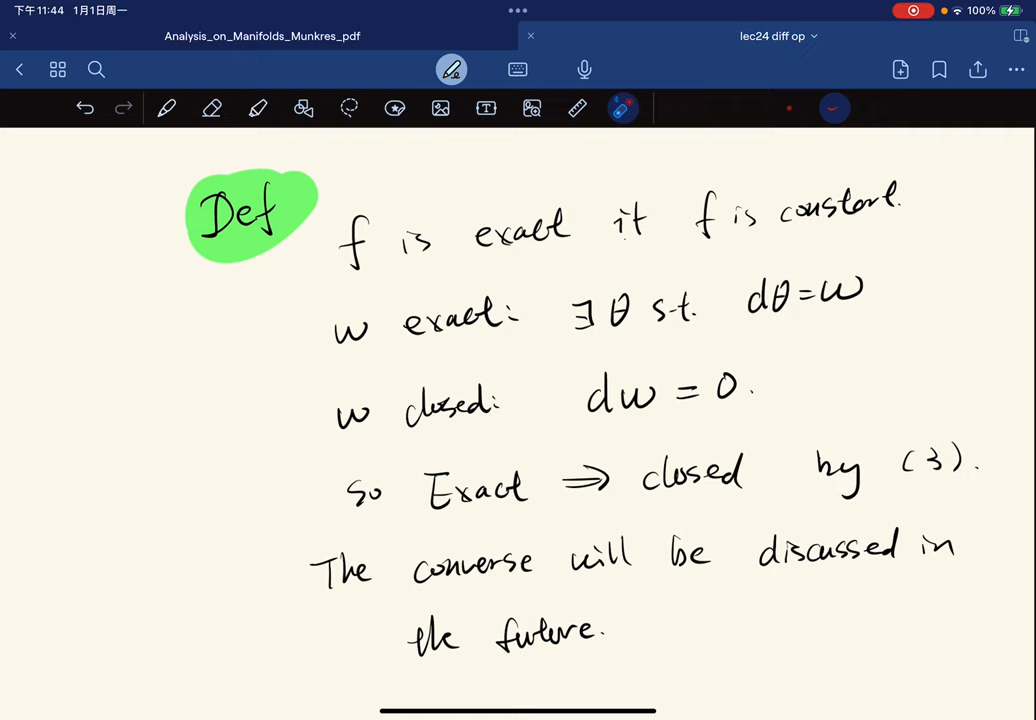 下午11:44 1月1日周一
100%
Analysis_on_Manifolds_Munkres_pdf
lec24 diff op
Def
f is exact if f is constant.
w exact: ∃ θ s.t. dθ=w
w closed: dw = 0.
so Exact ⇒ closed by (3).
The converse will be discussed in
the future.